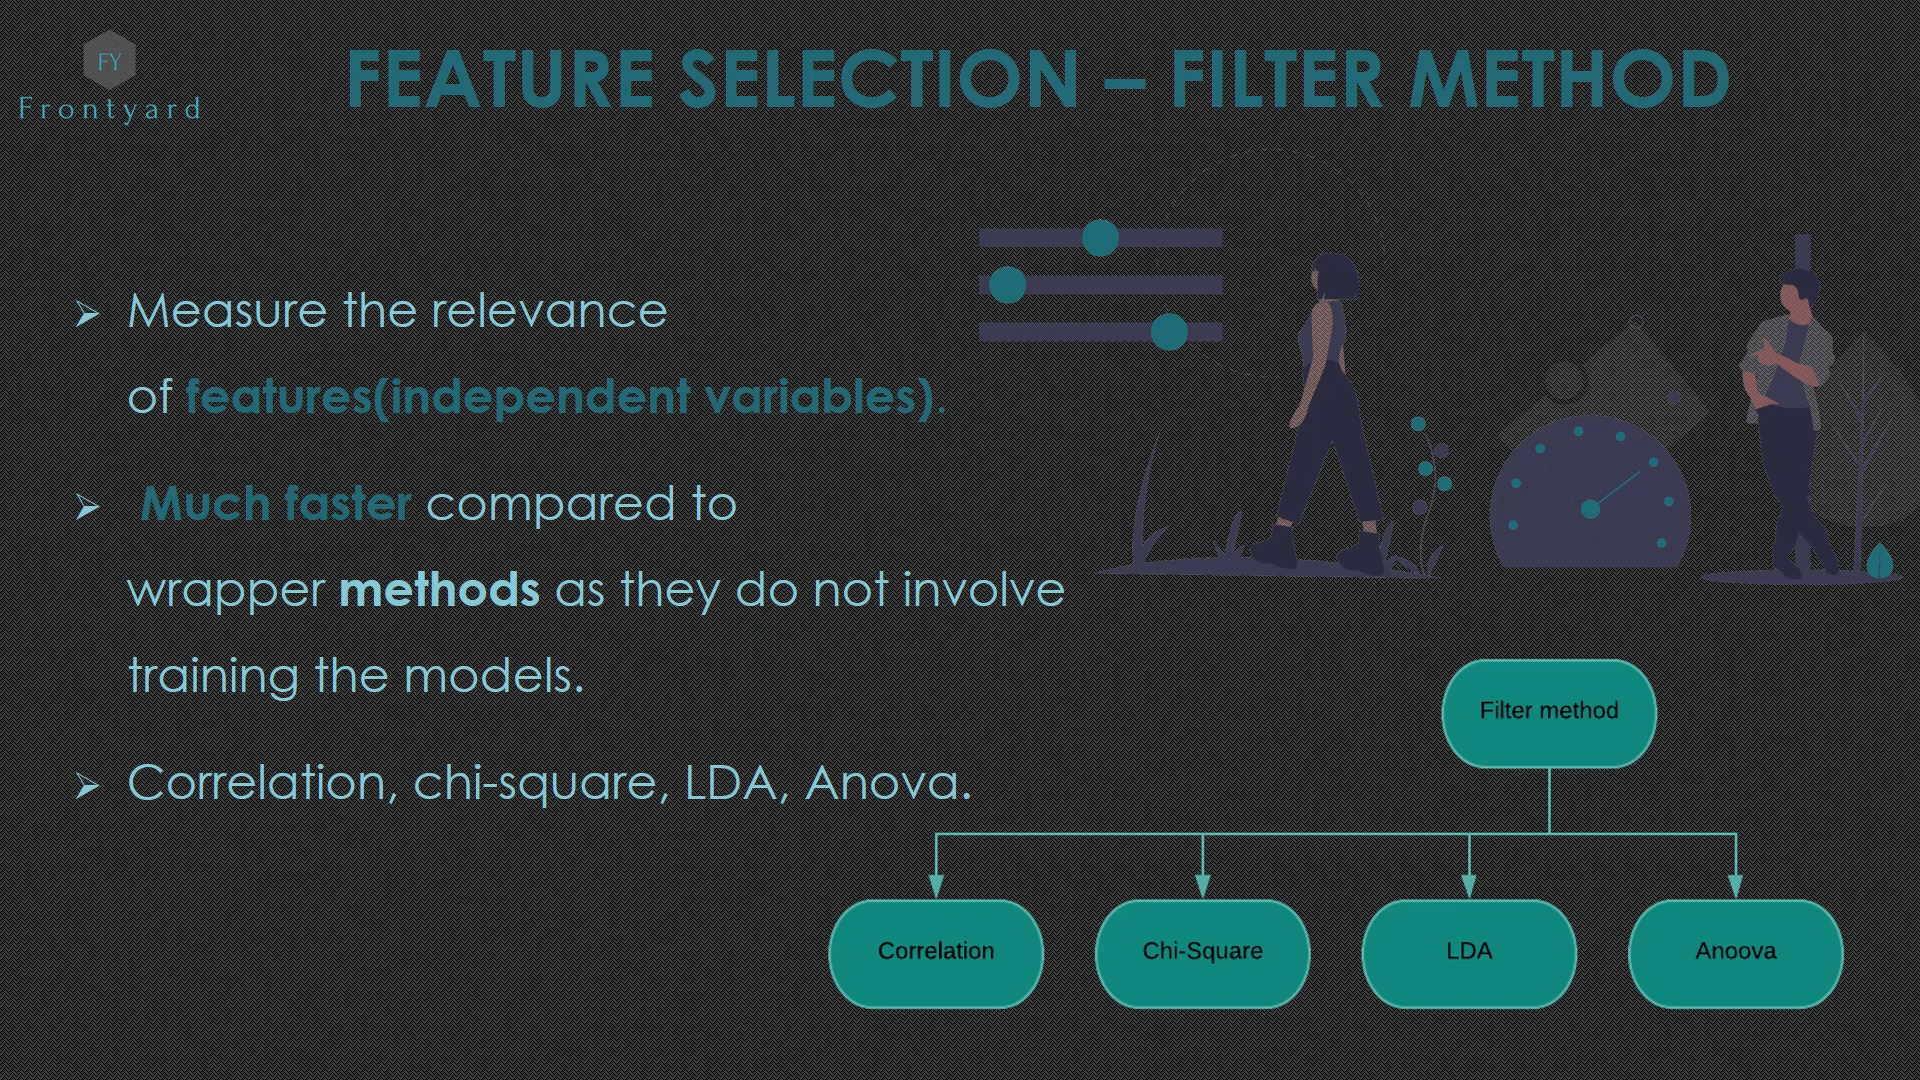 FY
Frontyard
FEATURE SELECTION – FILTER METHOD
➢ Measure the relevance
of features(independent variables).
➢ Much faster compared to
wrapper methods as they do not involve
training the models.
➢ Correlation, chi-square, LDA, Anova.
Filter method
Correlation
Chi-Square
LDA
Anoova